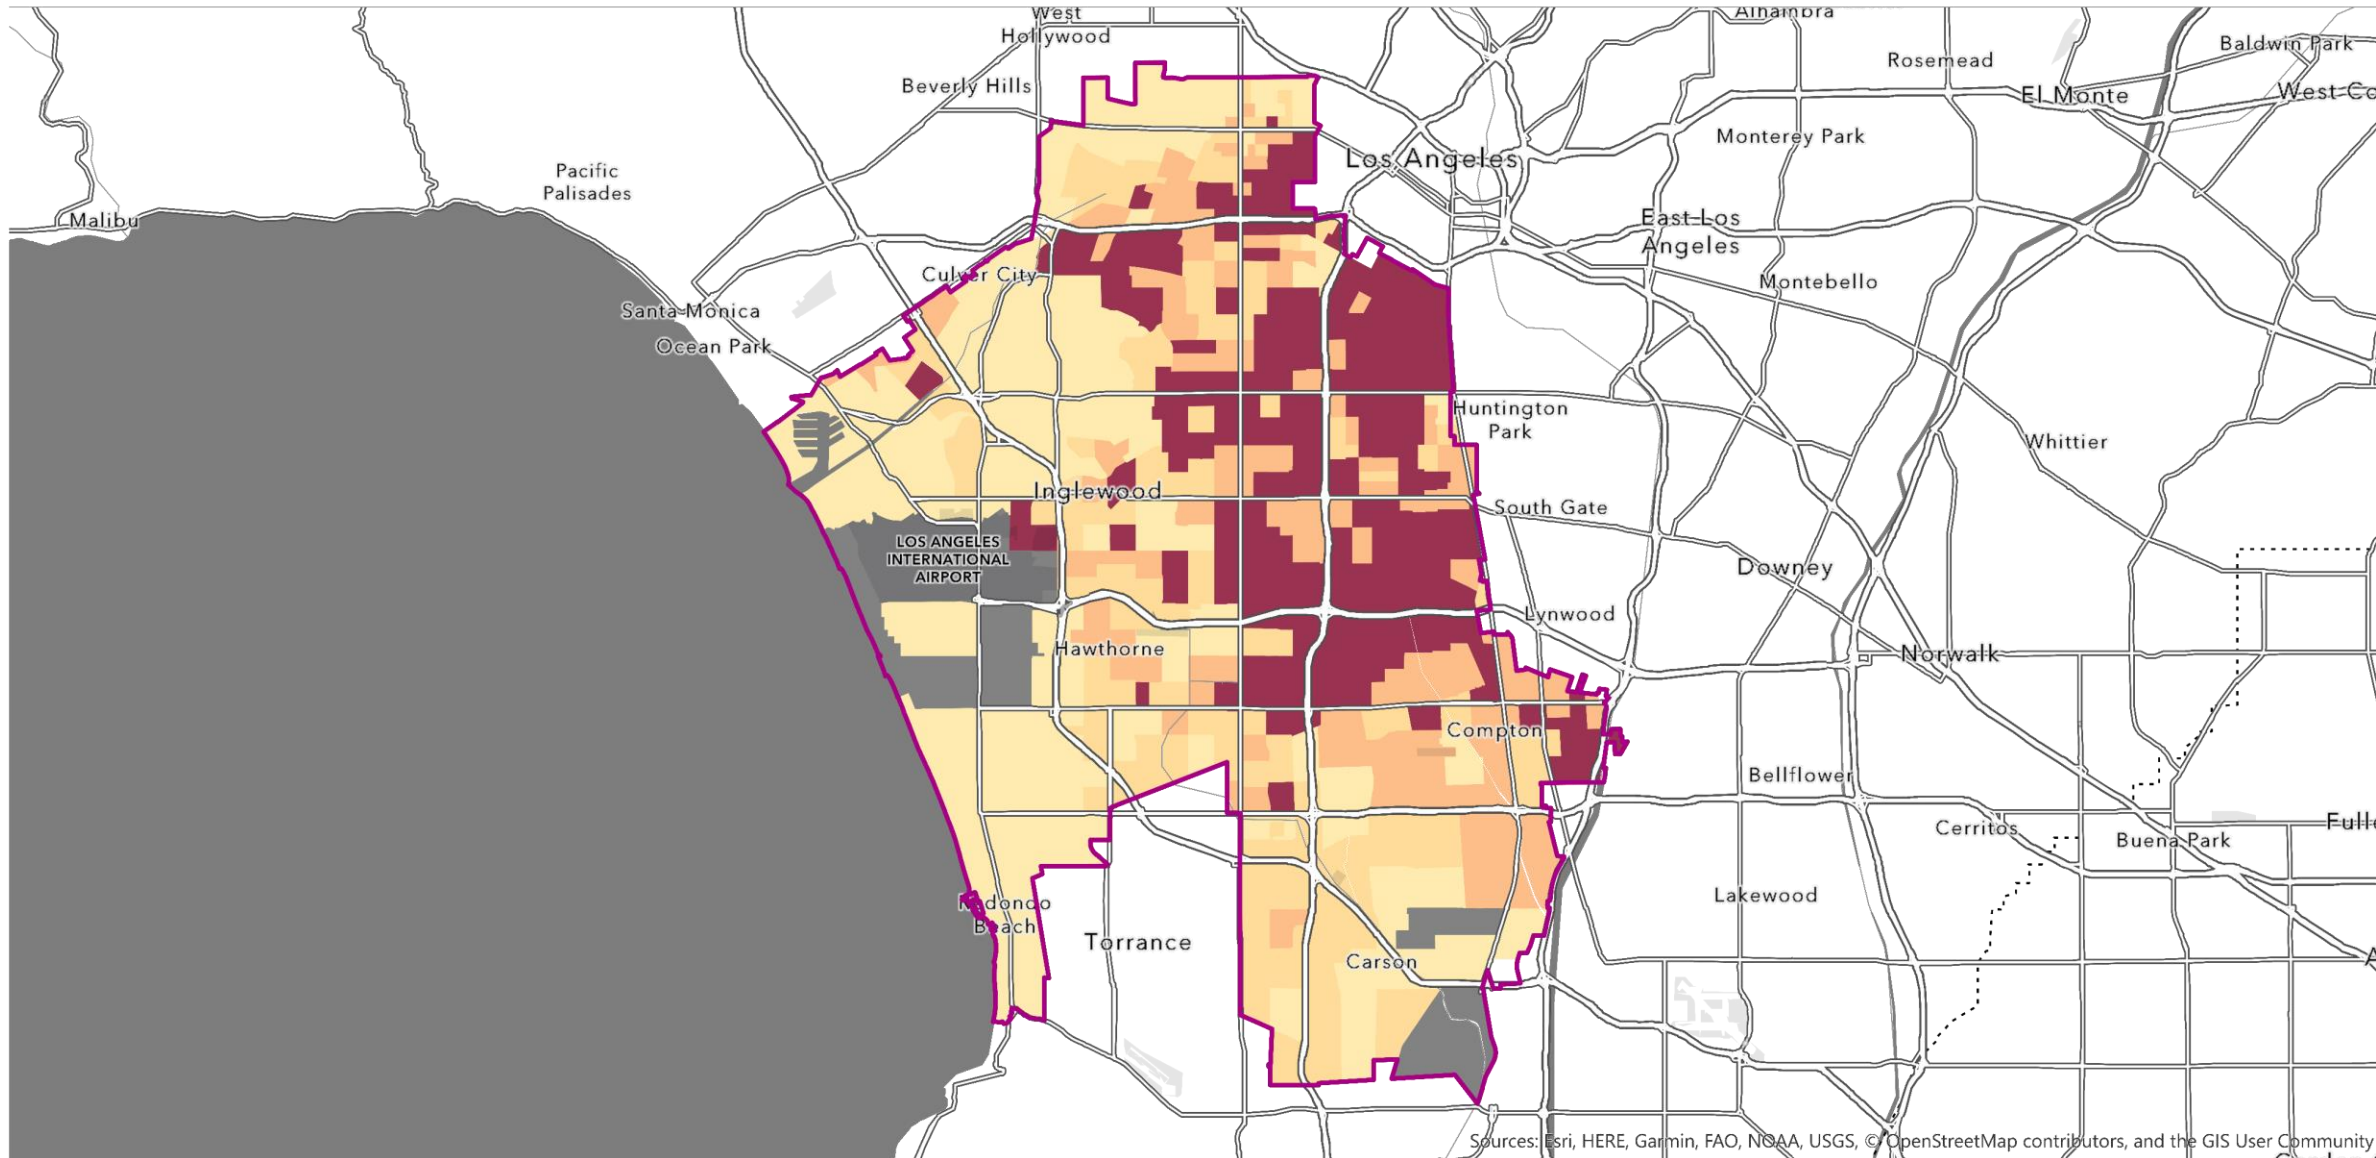 West
Hollywood
Alhambra
Baldwin Park
Rosemead
Beverly Hills
El Monte
Monterey Park
Los Angeles
Pacific
Palisades
Malibu
East Los
Angeles
Culver City
Montebello
Santa Monica
Ocean Park
Huntington
Park
Whittier
Inglewood
South Gate
LOS ANGELES
INTERNATIONAL
AIRPORT
Downey
Lynwood
Hawthorne
Norwalk
Compton
Bellflower
Cerritos
Buena Park
Lakewood
Redondo
Beach
Torrance
Carson
Sources: Esri, HERE, Garmin, FAO, NOAA, USGS, © OpenStreetMap contributors, and the GIS User Community